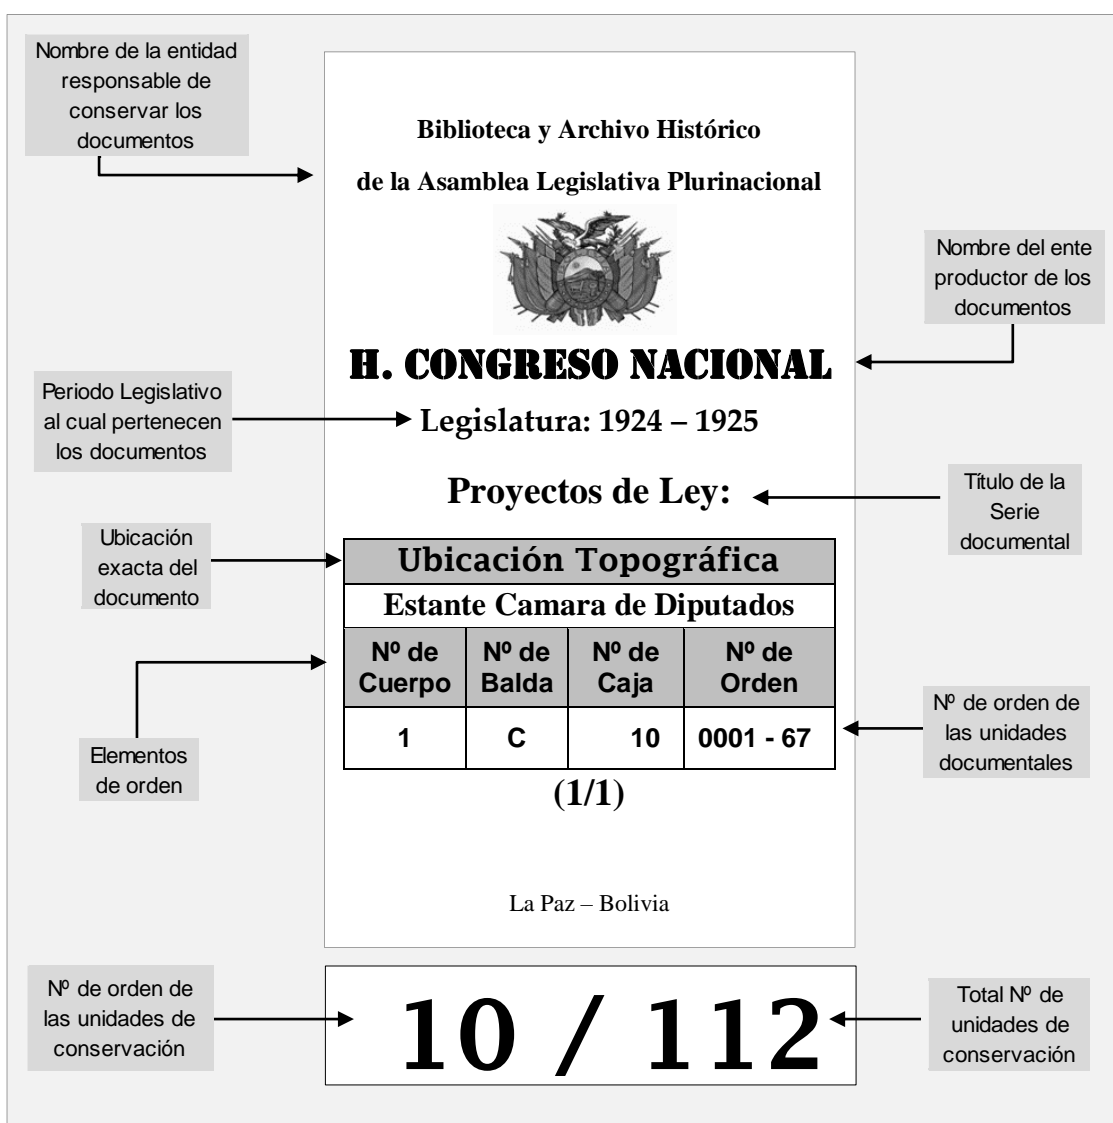 Nombre de la entidad
responsable de
conservar los
documentos
Biblioteca y Archivo Histórico
de la Asamblea Legislativa Plurinacional
Nombre del ente
productor de los
documentos
H. CONGRESO NACIONAL
Periodo Legislativo
al cual pertenecen
los documentos
Legislatura: 1924 – 1925
Proyectos de Ley:
Título de la
Serie
documental
Ubicación
exacta del
documento
Ubicación Topográfica
Estante Camara de Diputados
Nº de Cuerpo
Nº de Balda
Nº de Caja
Nº de Orden
1
C
10
0001 - 67
Elementos
de orden
Nº de orden de
las unidades
documentales
(1/1)
La Paz – Bolivia
Nº de orden de
las unidades de
conservación
10 / 112
Total Nº de
unidades de
conservación